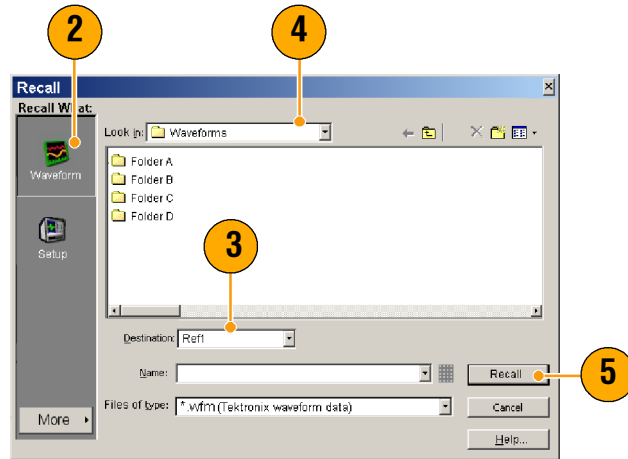 2
4
Recall
Recall What:
Look in: Waveforms
Waveform
Folder A
Folder B
Folder C
Folder D
Setup
3
Destination: Ref1
Name:
Recall
5
Files of type: *.wfm (Tektronix waveform data)
Cancel
More
Help...